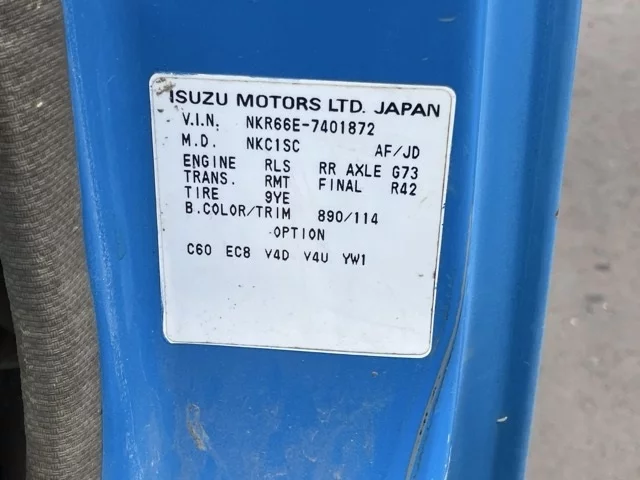 ISUZU MOTORS LTD. JAPAN
V.I.N. NKR66E-7401872
M.D. NKC1SC AF/JD
ENGINE RLS RR AXLE G73
TRANS. RMT FINAL R42
TIRE 9YE
B.COLOR/TRIM 890/114
OPTION
C60 EC8 V4D V4U YW1